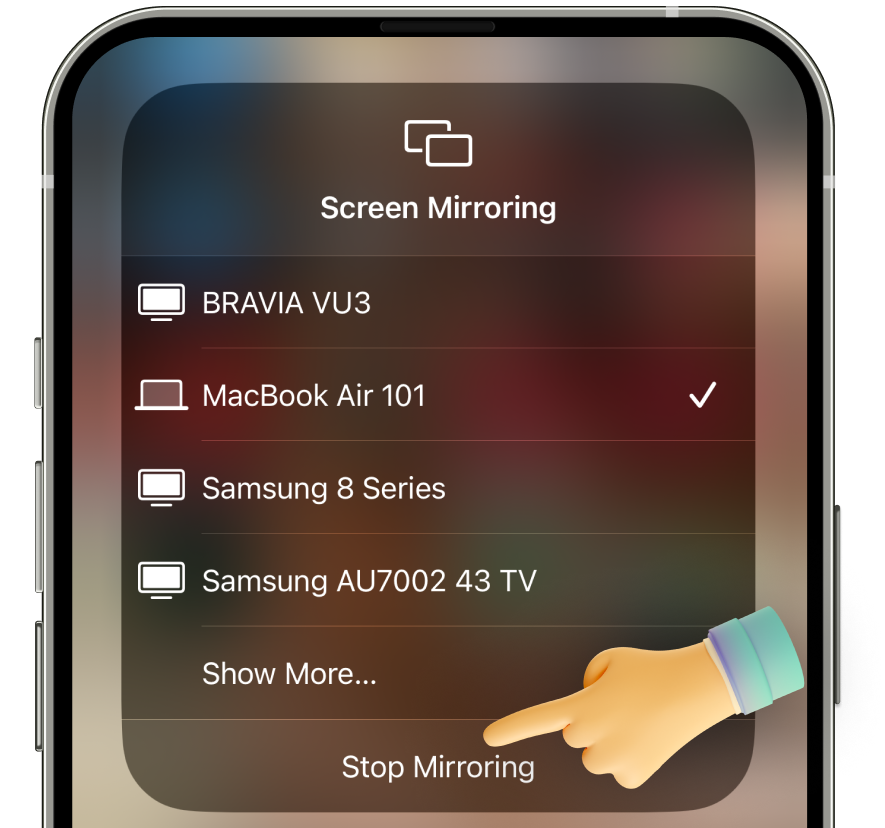 Screen Mirroring
BRAVIA VU3
MacBook Air 101
Samsung 8 Series
Samsung AU7002 43 TV
Show More...
Stop Mirroring